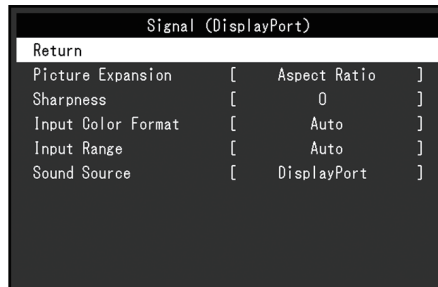 Signal (DisplayPort)
Return
Picture Expansion [ Aspect Ratio ]
Sharpness [ 0 ]
Input Color Format [ Auto ]
Input Range [ Auto ]
Sound Source [ DisplayPort ]